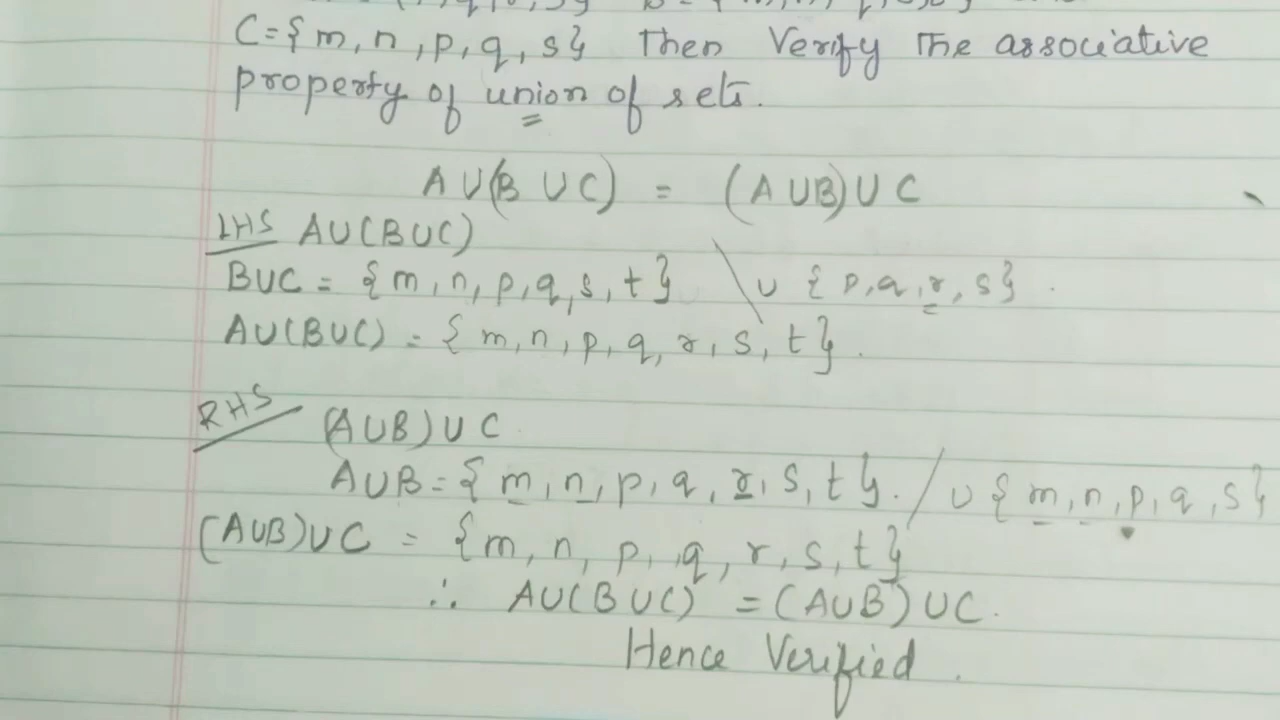 C={m,n,p,q,s} Then Verify The associative
property of union of sets.
AU(BUC) = (AUB)UC
LHS AU(BUC)
BUC = {m,n,p,q,s,t} \ U {p,q,r,s}.
AU(BUC) = {m,n,p,q,r,s,t}.
RHS (AUB)UC
AUB={m,n,p,q,r,s,t}. / U {m,n,p,q,s}
(AUB)UC = {m,n,p,q,r,s,t}
∴ AU(BUC) =(AUB)UC.
Hence Verified.